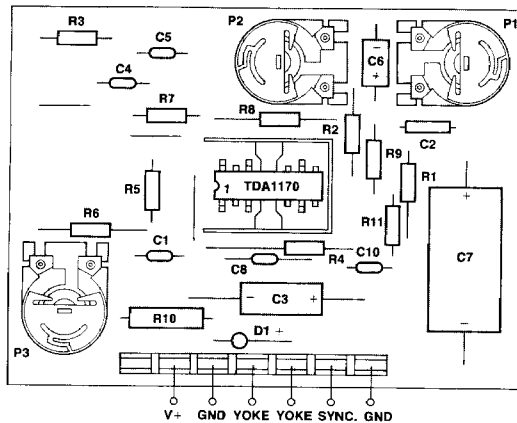 R3
C5
P2
P1
C4
C6
-
+
R7
R8
R2
C2
R9
R5
1
TDA1170
R1
+
R6
R11
C1
R4
C10
C8
C7
-
C3
+
R10
-
D1 +
P3
V+ GND YOKE YOKE SYNC. GND